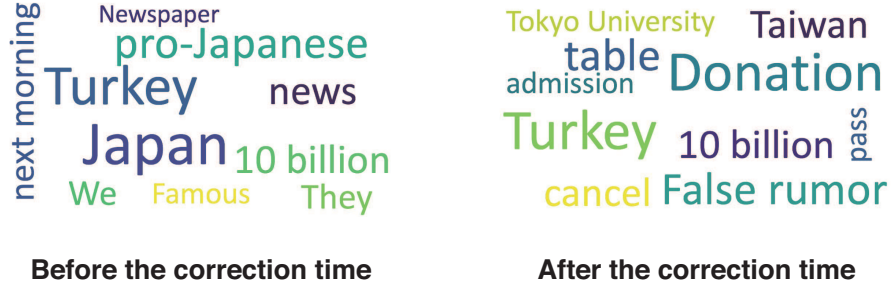 next morning
Newspaper
pro-Japanese
Turkey
news
Japan
10 billion
We
Famous
They
Before the correction time
Tokyo University
Taiwan
table
admission
Donation
Turkey
10 billion
pass
cancel
False rumor
After the correction time